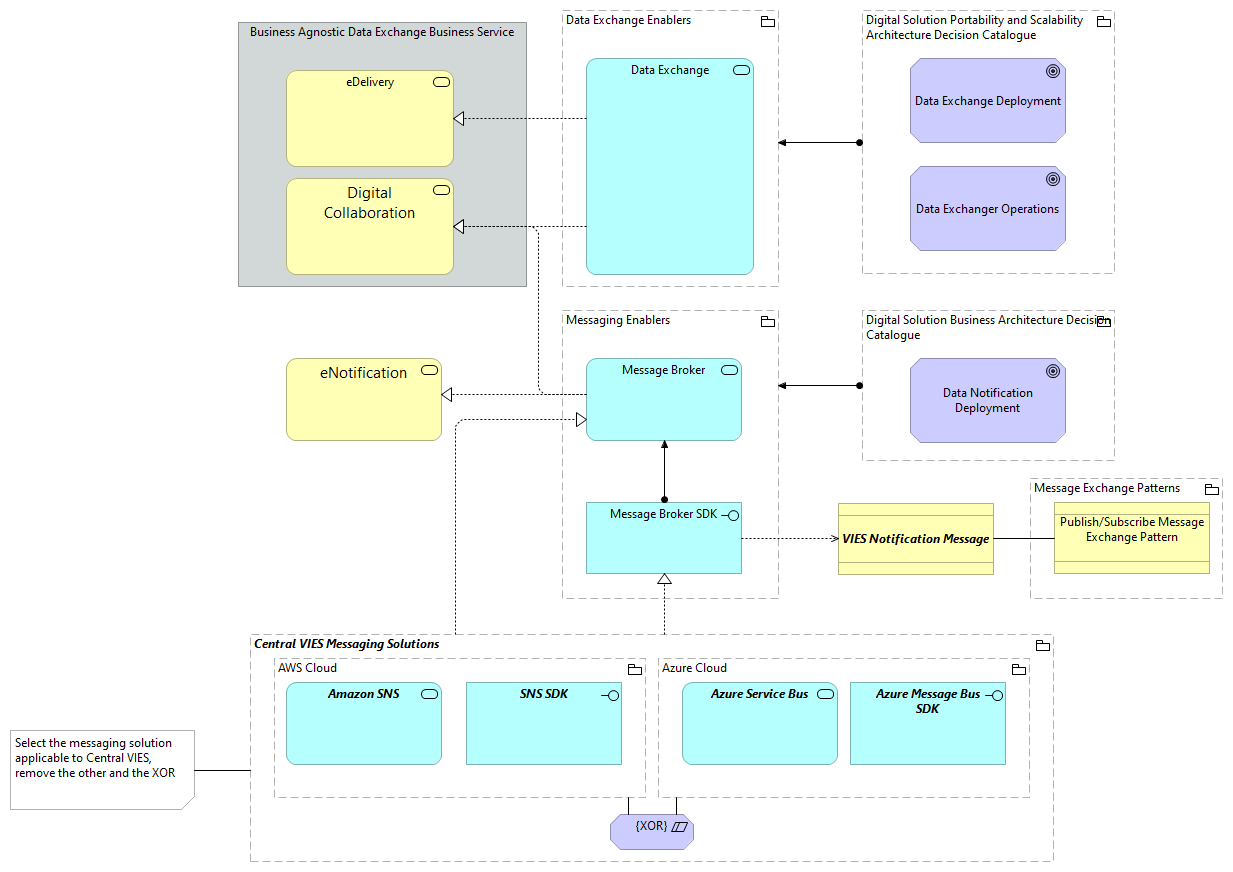 Business Agnostic Data Exchange Business Service
eDelivery
Digital
Collaboration
Data Exchange Enablers
Data Exchange
Digital Solution Portability and Scalability
Architecture Decision Catalogue
Data Exchange Deployment
Data Exchanger Operations
eNotification
Messaging Enablers
Message Broker
Message Broker SDK
Digital Solution Business Architecture Decision
Catalogue
Data Notification
Deployment
VIES Notification Message
Message Exchange Patterns
Publish/Subscribe Message
Exchange Pattern
Central VIES Messaging Solutions
AWS Cloud
Amazon SNS
SNS SDK
Azure Cloud
Azure Service Bus
Azure Message Bus
SDK
{XOR}
Select the messaging solution
applicable to Central VIES,
remove the other and the XOR